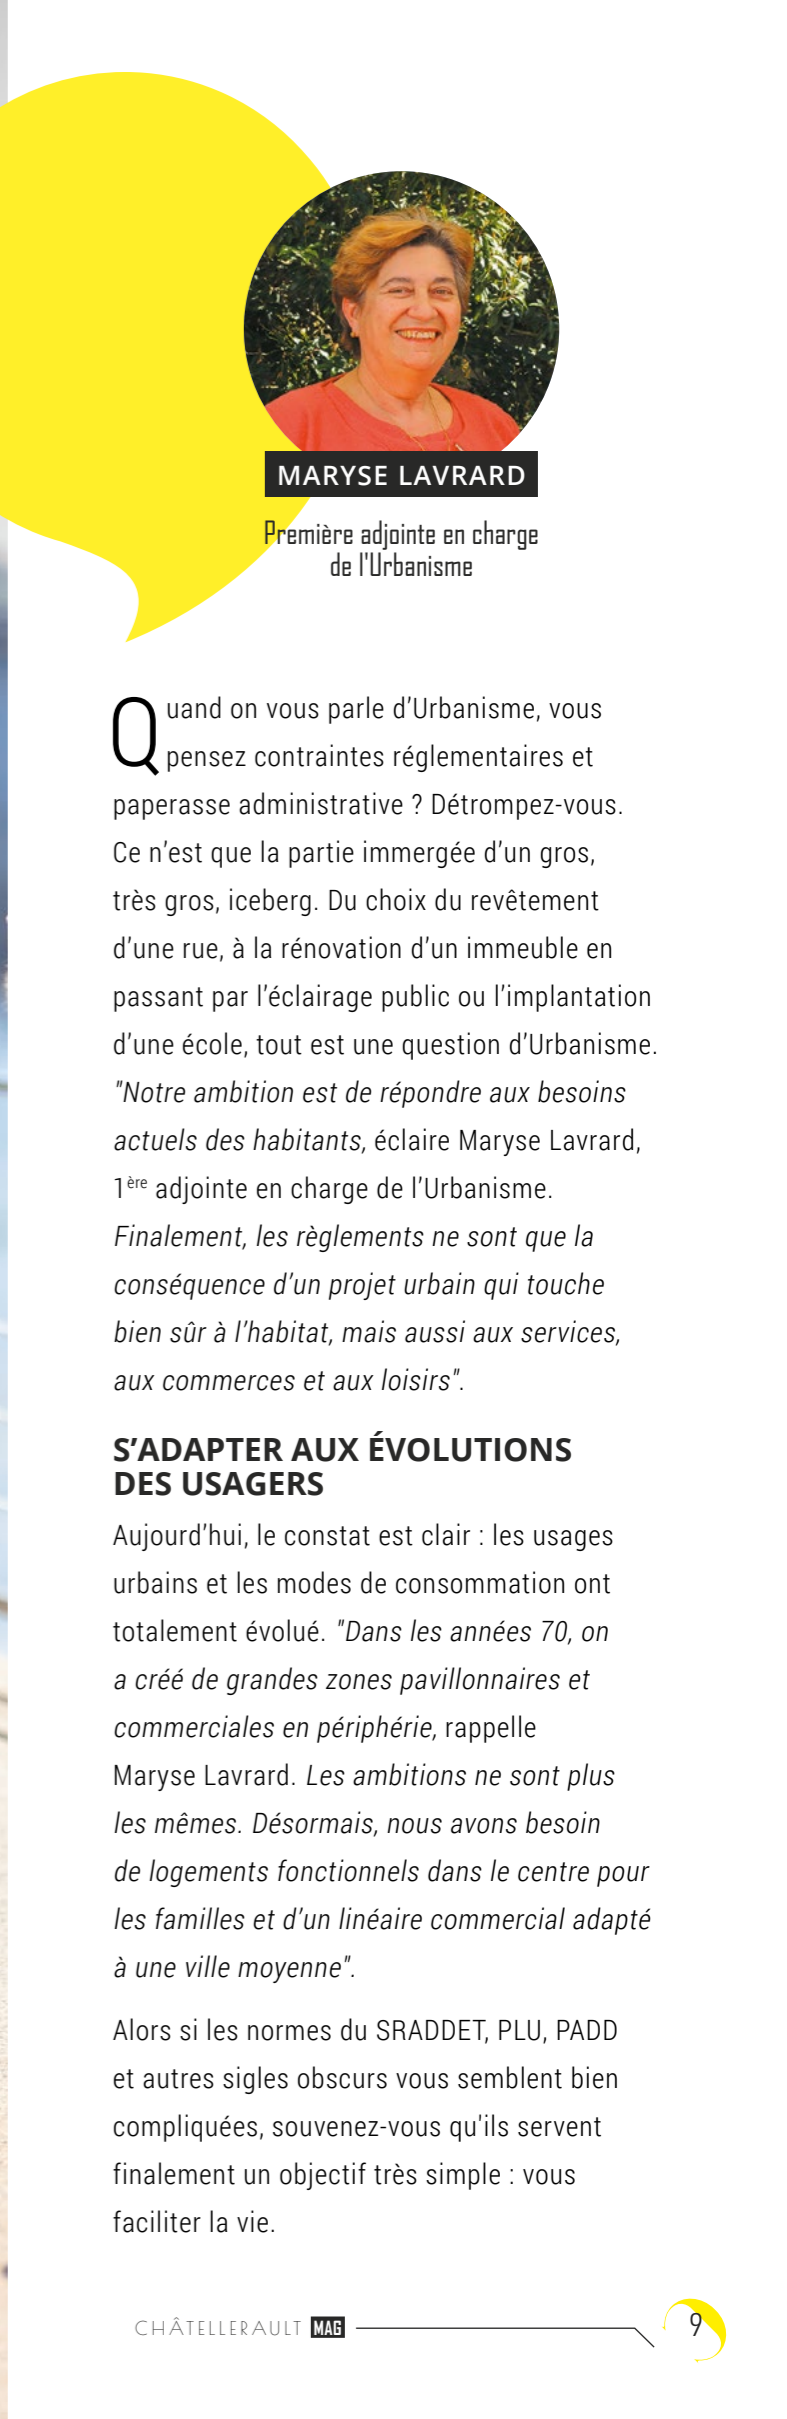 MARYSE LAVRARD
Première adjointe en charge
de l'Urbanisme
Quand on vous parle d’Urbanisme, vous
pensez contraintes réglementaires et
paperasse administrative ? Détrompez-vous.
Ce n’est que la partie immergée d’un gros,
très gros, iceberg. Du choix du revêtement
d’une rue, à la rénovation d’un immeuble en
passant par l’éclairage public ou l’implantation
d’une école, tout est une question d’Urbanisme.
"Notre ambition est de répondre aux besoins
actuels des habitants, éclaire Maryse Lavrard,
1ère adjointe en charge de l’Urbanisme.
Finalement, les règlements ne sont que la
conséquence d’un projet urbain qui touche
bien sûr à l’habitat, mais aussi aux services,
aux commerces et aux loisirs".
S’ADAPTER AUX ÉVOLUTIONS
DES USAGERS
Aujourd’hui, le constat est clair : les usages
urbains et les modes de consommation ont
totalement évolué. "Dans les années 70, on
a créé de grandes zones pavillonnaires et
commerciales en périphérie, rappelle
Maryse Lavrard. Les ambitions ne sont plus
les mêmes. Désormais, nous avons besoin
de logements fonctionnels dans le centre pour
les familles et d’un linéaire commercial adapté
à une ville moyenne".
Alors si les normes du SRADDET, PLU, PADD
et autres sigles obscurs vous semblent bien
compliquées, souvenez-vous qu'ils servent
finalement un objectif très simple : vous
faciliter la vie.
CHÂTELLERAULT MAG
9